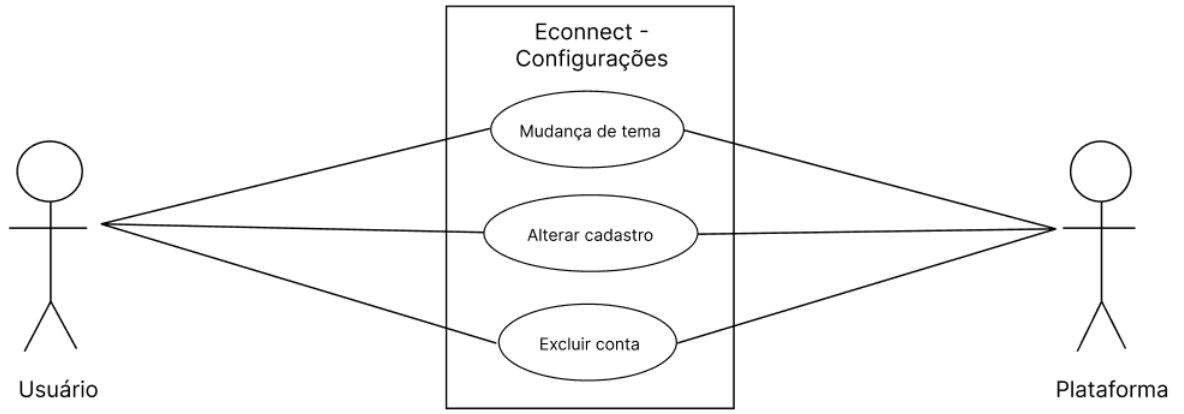 Econnect -
Configurações
Mudança de tema
Alterar cadastro
Excluir conta
Usuário
Plataforma